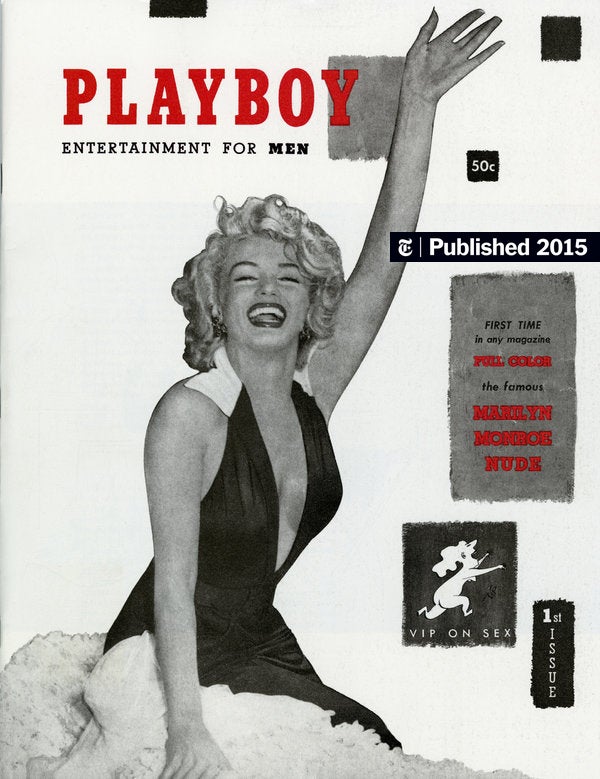 PLAYBOY
ENTERTAINMENT FOR MEN
50c
T | Published 2015
FIRST TIME
in any magazine
FULL COLOR
the famous
MARILYN
MONROE
NUDE
VIP ON SEX
1st
ISSUE